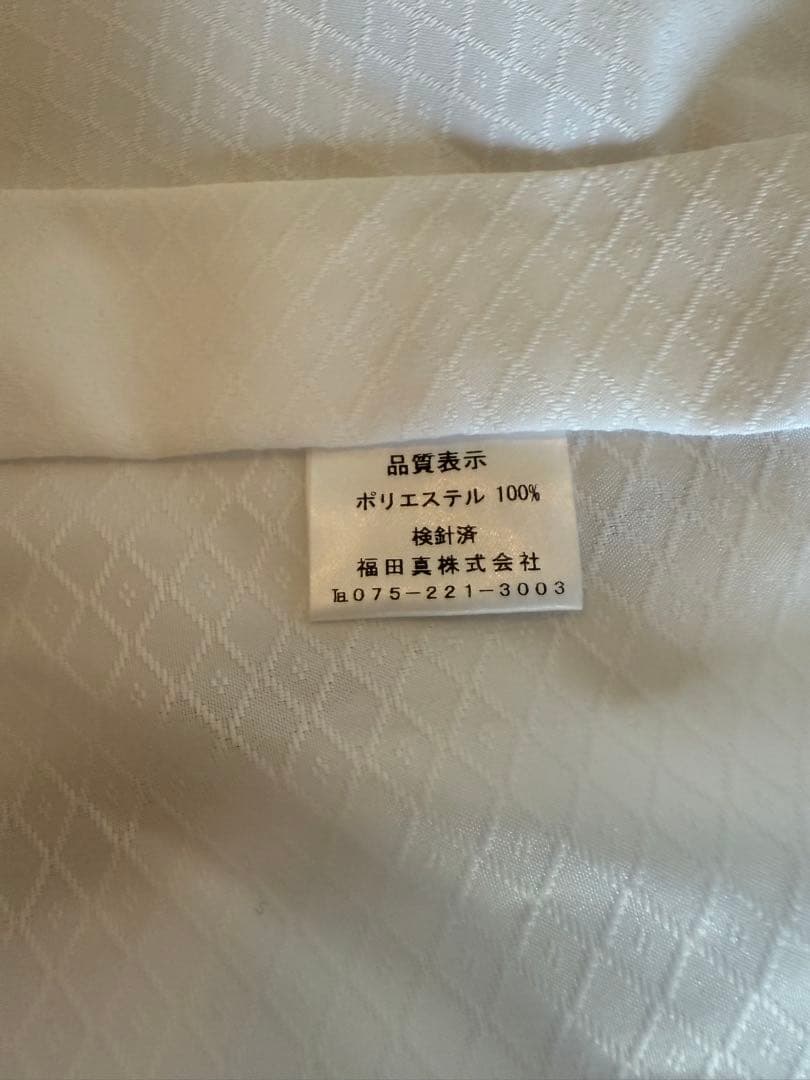 品質表示
ポリエステル 100%
検針済
福田真株式会社
℡075-221-3003